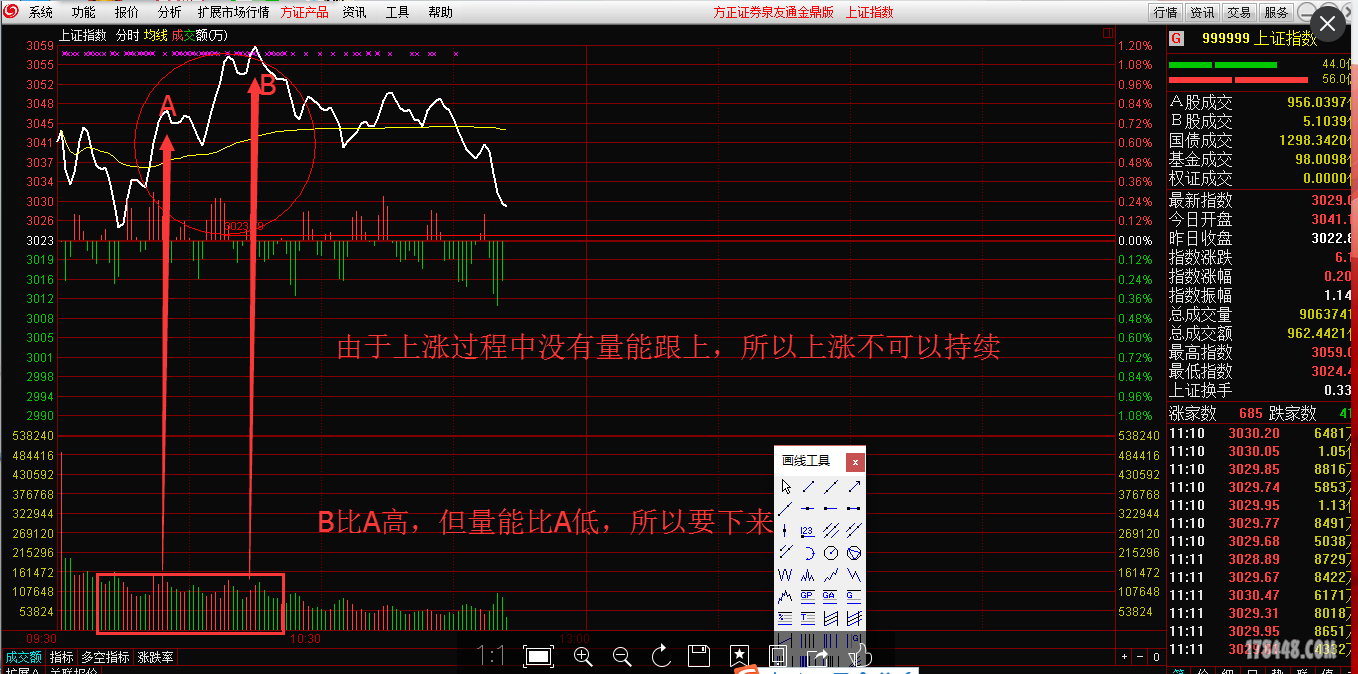 系统 功能 报价 分析 扩展市场行情 方证产品 资讯 工具 帮助 方正证券泉友通金鼎版 上证指数 行情 资讯 交易 服务
上证指数 分时 均线 成交额(万)
G 999999 上证指数
3059 1.20%
3055 1.08%
3052 0.96%
3048 0.84%
3045 0.72%
3041 0.60%
3037 0.48%
3034 0.36%
3030 0.24%
3026 0.12%
3023 0.00%
3019 0.12%
3016 0.24%
3012 0.36%
3008 0.48%
3005 0.60%
3001 0.72%
2998 0.84%
2994 0.96%
2990 1.08%
538240 538240
484416 484416
430592 430592
376768 376768
322944 322944
269120 269120
215296 215296
161472 161472
107648 107648
53824 53824
A
B
由于上涨过程中没有量能跟上，所以上涨不可以持续
B比A高，但量能比A低，所以要下来
画线工具 x
123
GP GA G
09:30 10:30 13:00
成交额 指标 多空指标 涨跌率
1:1
+ - 0
44.0
56.0
A股成交 956.0397
B股成交 5.1039
国债成交 1298.3420
基金成交 98.0098
权证成交 0.0000
最新指数 3029.
今日开盘 3041.1
昨日收盘 3022.8
指数涨跌 6.1
指数涨幅 0.20
指数振幅 1.14
总成交量 9063741
总成交额 962.4421
最高指数 3059.
最低指数 3024.4
上证换手 0.33
涨家数 685 跌家数 41
11:10 3030.20 6481
11:10 3030.05 1.05
11:10 3029.85 8816
11:10 3029.74 5853
11:10 3029.95 1.13
11:10 3029.77 8491
11:10 3029.68 5038
11:11 3028.89 8729
11:11 3029.67 8422
11:11 3030.47 6171
11:11 3029.31 8018
11:11 3029.95 8651
11:11 4332
178448.com